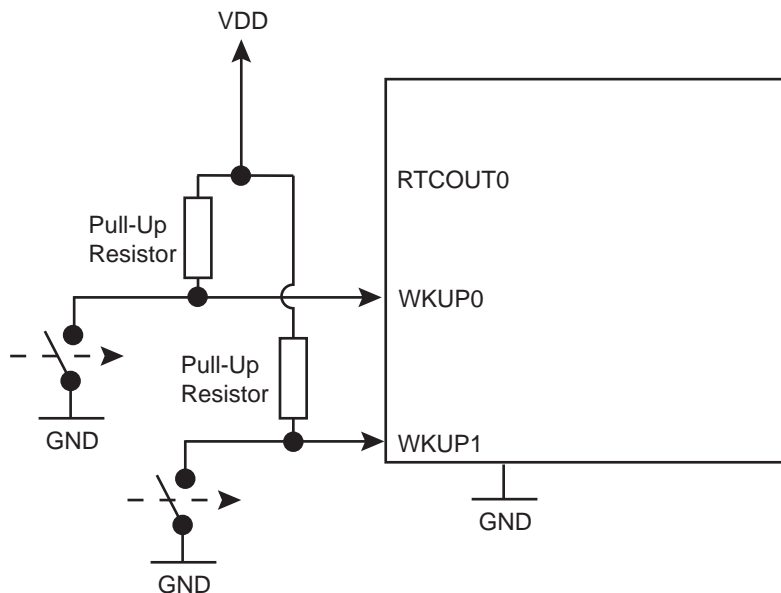 VDD
RTCOUT0
Pull-Up
Resistor
WKUP0
Pull-Up
Resistor
GND
WKUP1
GND
GND